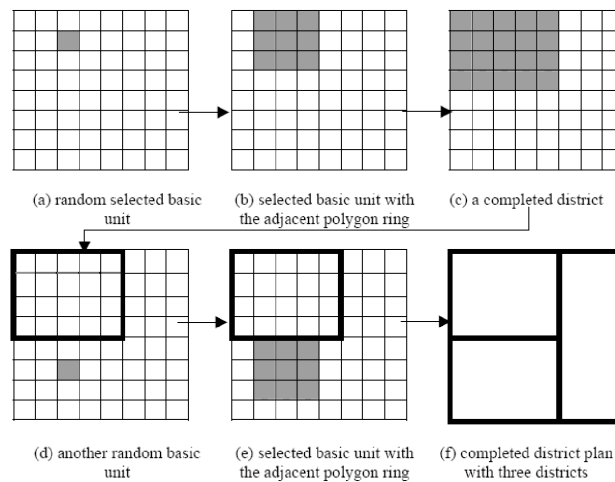 (a) random selected basic
unit
(b) selected basic unit with
the adjacent polygon ring
(c) a completed district
(d) another random basic
unit
(e) selected basic unit with
the adjacent polygon ring
(f) completed district plan
with three districts